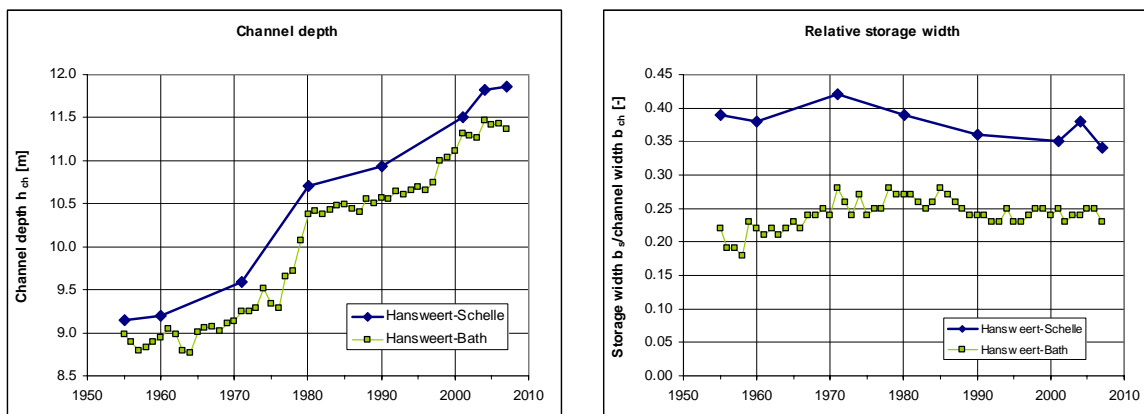 Channel depth
Channel depth h ch [m]
12.0
11.5
11.0
10.5
10.0
9.5
9.0
8.5
1950 1960 1970 1980 1990 2000 2010
Hansweert-Schelle
Hansweert-Bath
Relative storage width
Storage width b s/channel width b ch [-]
0.45
0.40
0.35
0.30
0.25
0.20
0.15
0.10
0.05
0.00
1950 1960 1970 1980 1990 2000 2010
Hansweert-Schelle
Hansweert-Bath